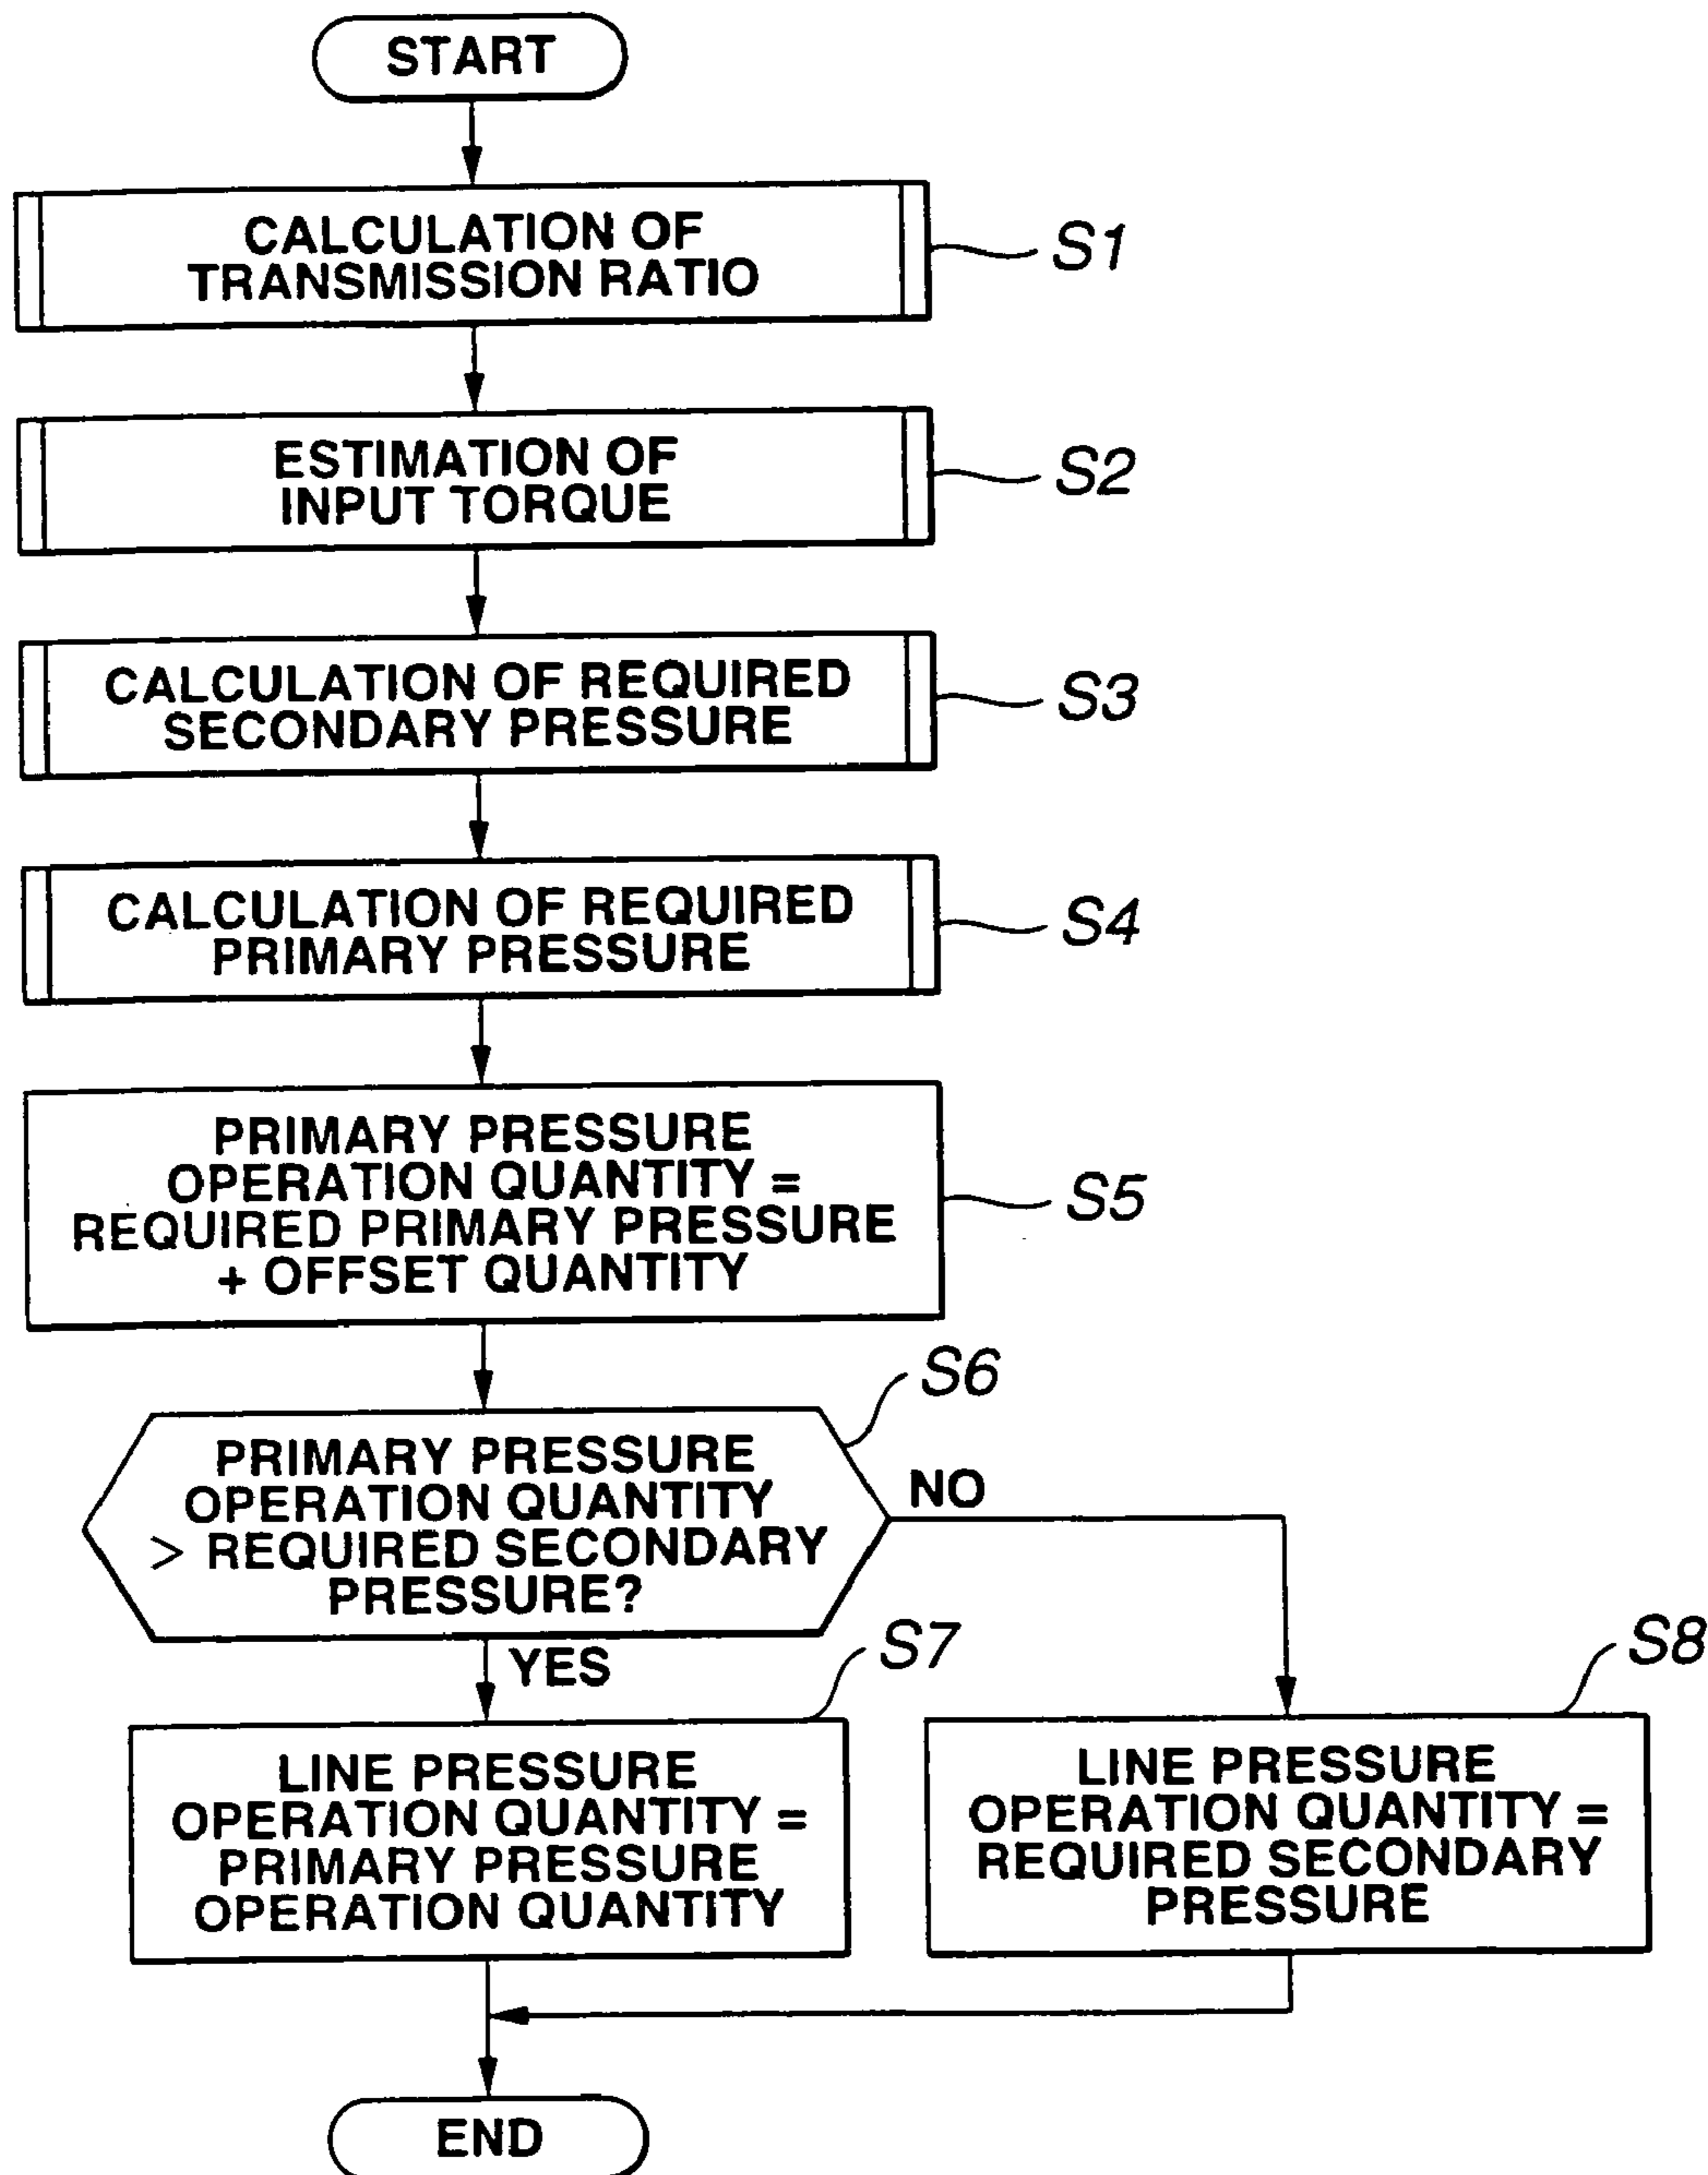 START
CALCULATION OF
TRANSMISSION RATIO
S1
ESTIMATION OF
INPUT TORQUE
S2
CALCULATION OF REQUIRED
SECONDARY PRESSURE
S3
CALCULATION OF REQUIRED
PRIMARY PRESSURE
S4
PRIMARY PRESSURE
OPERATION QUANTITY =
REQUIRED PRIMARY PRESSURE
+ OFFSET QUANTITY
S5
S6
PRIMARY PRESSURE
OPERATION QUANTITY
> REQUIRED SECONDARY
PRESSURE?
NO
YES
S7
S8
LINE PRESSURE
OPERATION QUANTITY =
PRIMARY PRESSURE
OPERATION QUANTITY
LINE PRESSURE
OPERATION QUANTITY =
REQUIRED SECONDARY
PRESSURE
END